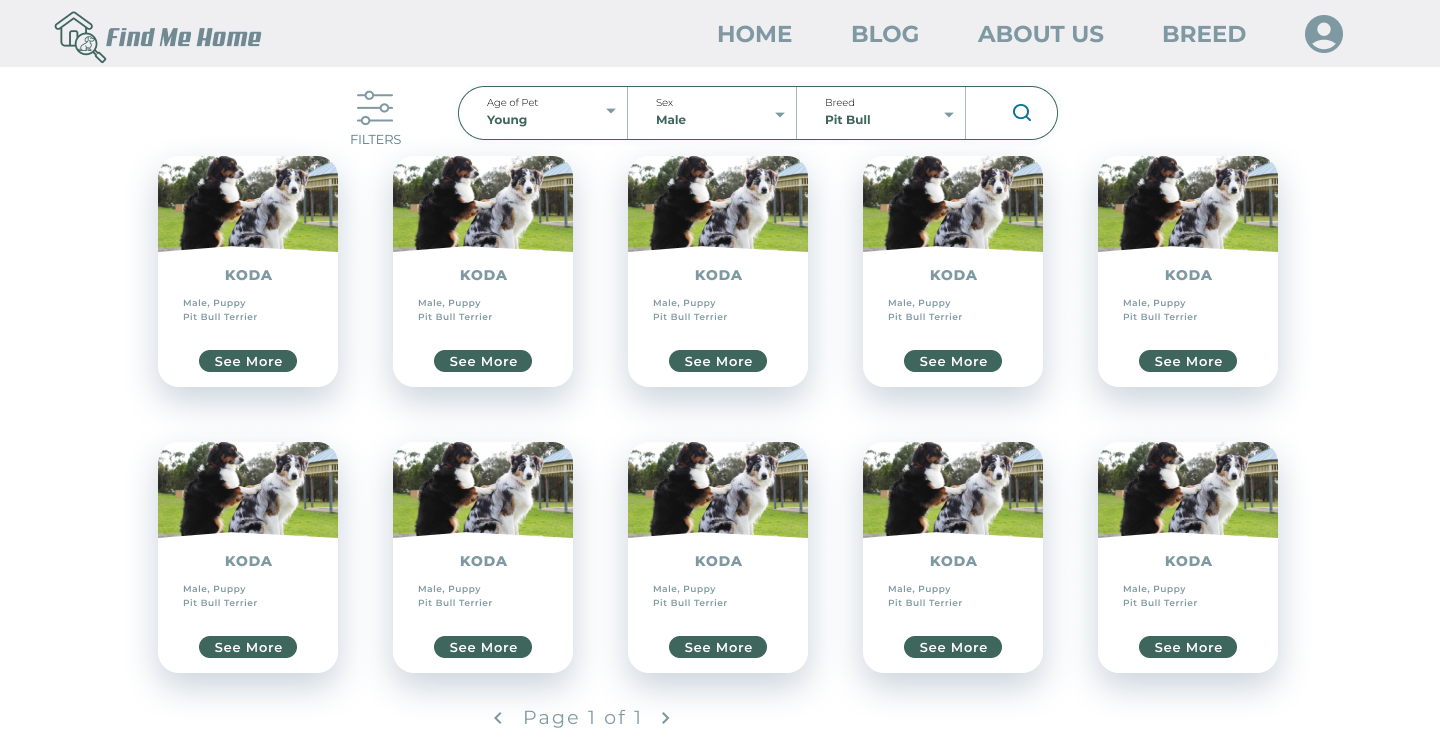 Find Me Home
HOME BLOG ABOUT US BREED
FILTERS
Age of Pet
Young
Sex
Male
Breed
Pit Bull
KODA
Male, Puppy
Pit Bull Terrier
See More
KODA
Male, Puppy
Pit Bull Terrier
See More
KODA
Male, Puppy
Pit Bull Terrier
See More
KODA
Male, Puppy
Pit Bull Terrier
See More
KODA
Male, Puppy
Pit Bull Terrier
See More
KODA
Male, Puppy
Pit Bull Terrier
See More
KODA
Male, Puppy
Pit Bull Terrier
See More
KODA
Male, Puppy
Pit Bull Terrier
See More
KODA
Male, Puppy
Pit Bull Terrier
See More
KODA
Male, Puppy
Pit Bull Terrier
See More
Page 1 of 1